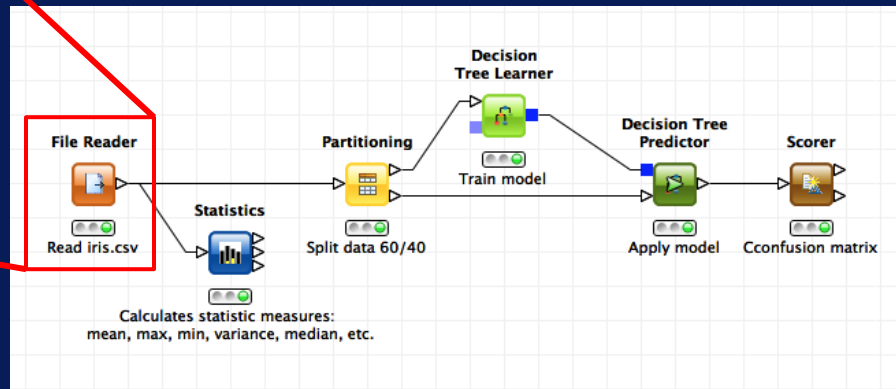 Decision
Tree Learner
File Reader
Partitioning
Decision Tree
Predictor
Scorer
Train model
Statistics
Read iris.csv
Split data 60/40
Apply model
Cconfusion matrix
Calculates statistic measures:
mean, max, min, variance, median, etc.